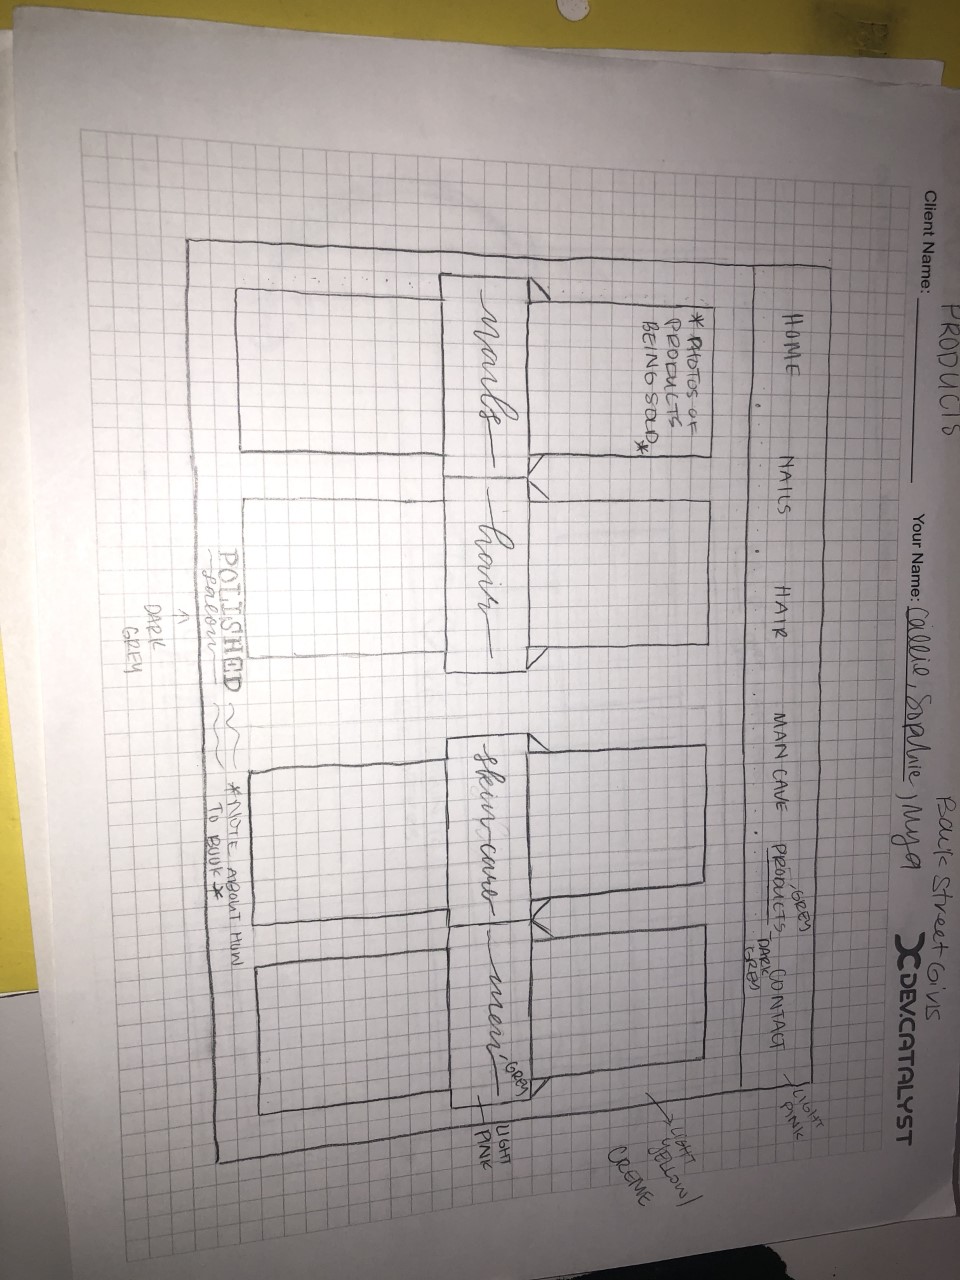 PRODUCTS
Back Street Givls
Client Name:
Your Name: Callie, Sophie, Mya
DEV.CATALYST
HOME NAILS HAIR MAN CAVE PRODUCTS CONTACT
GREY
DARK
GREY
LIGHT
PINK
* PHOTOS OF
PRODUCTS
BEING SOLD *
LIGHT
YELLOW/
CREME
nails hair skin care men
GREY
LIGHT
PINK
POLISHED
salon
*NOTE ABOUT HOW
TO BOOK*
DARK
GREY